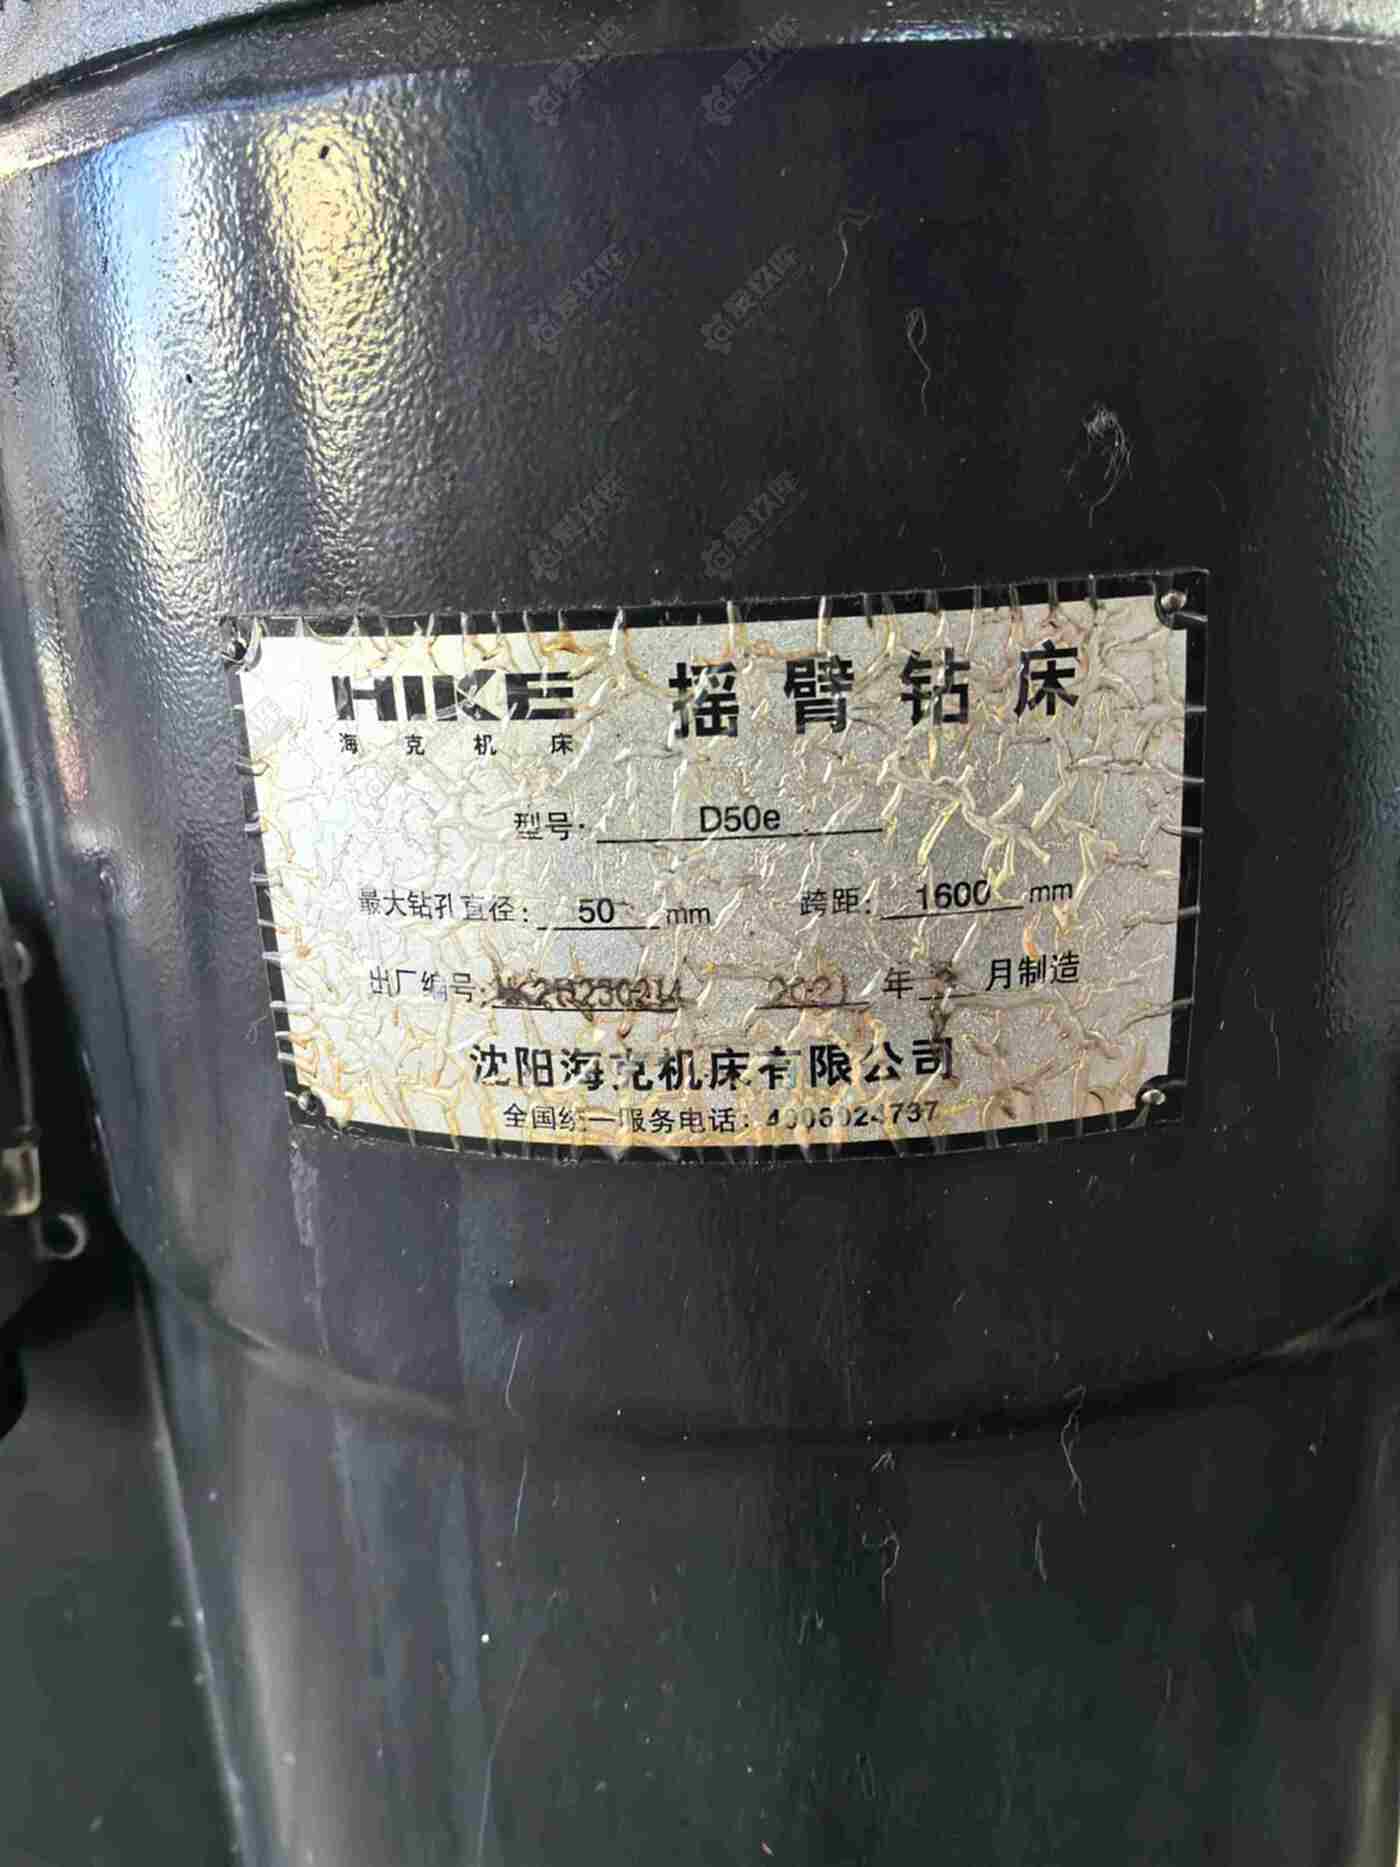 HIKE 摇臂钻床
海克机床
型号: D50e
最大钻孔直径: 50 mm 跨距: 1600 mm
出厂编号: 2021 年 月制造
沈阳海克机床有限公司
全国统一服务电话: 4006024737